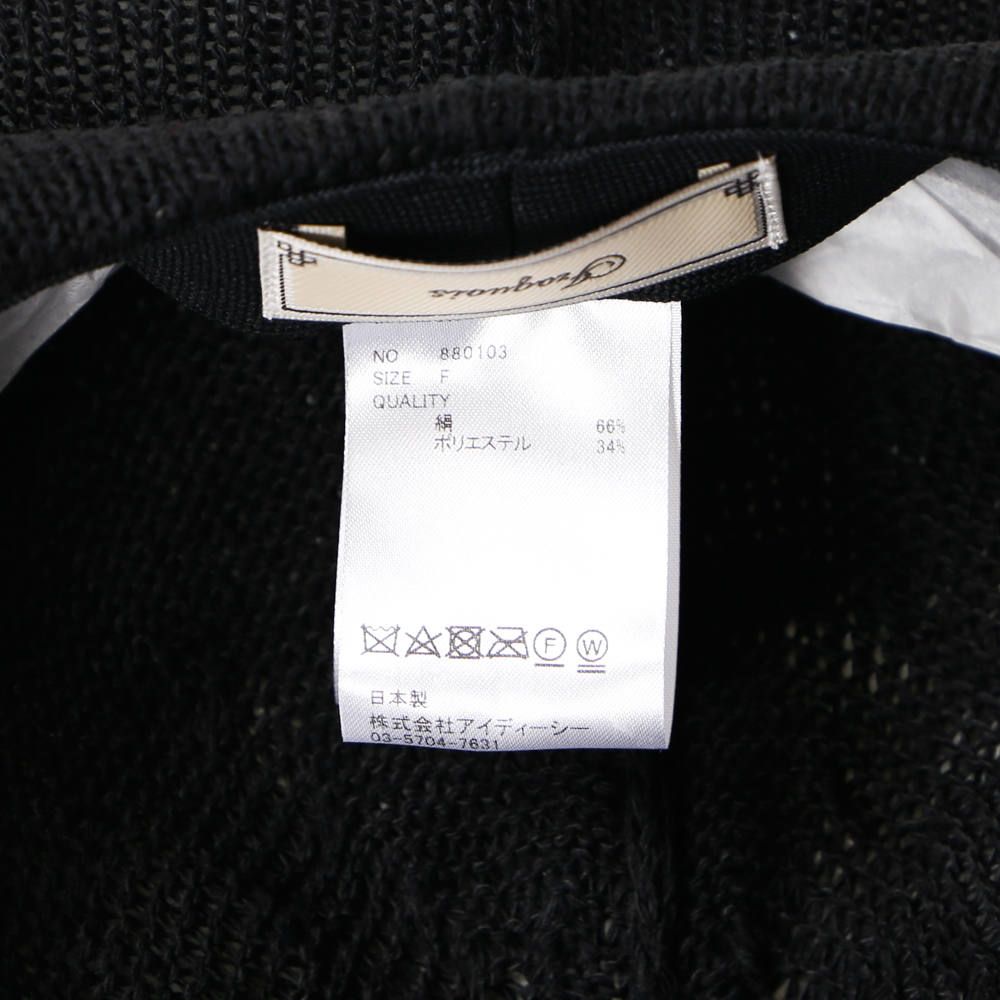 Iroquois
NO 880103
SIZE F
QUALITY
絹 66%
ポリエステル 34%
F W
日本製
株式会社アイディーシー
03-5704-7631